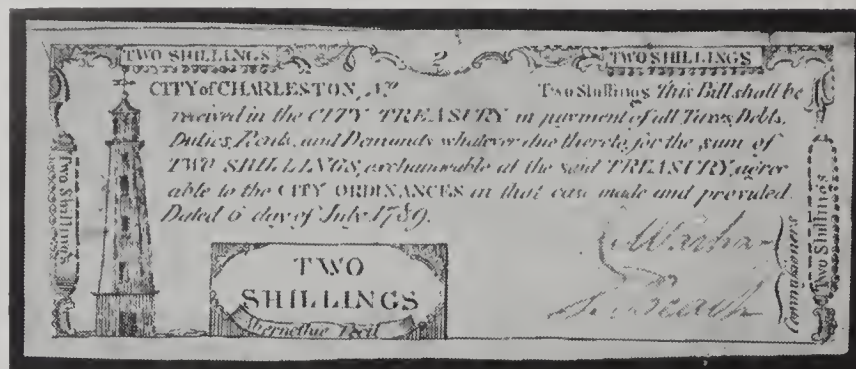 2
TWO SHILLINGS TWO SHILLINGS
CITY of CHARLESTON, No Two Shillings This Bill shall be
received in the CITY TREASURY in payment of all Taxes, Debts,
Duties, Rents, and Demands whatever due thereto, for the sum of
TWO SHILLINGS, exchangeable at the said TREASURY, agree
able to the CITY ORDINANCES in that case made and provided.
Dated 6 day of July 1789.
Two Shillings
TWO
SHILLINGS
Abernethie Fecit
Commissioners
Two Shillings